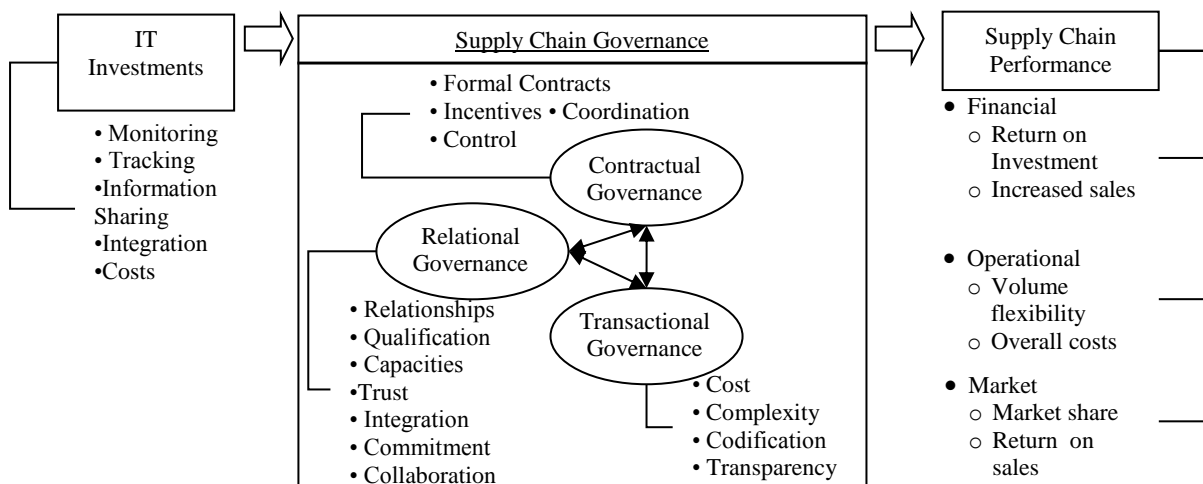 IT
Investments
• Monitoring
• Tracking
•Information
Sharing
•Integration
•Costs
Supply Chain Governance
• Formal Contracts
• Incentives • Coordination
• Control
Contractual
Governance
Relational
Governance
Transactional
Governance
• Relationships
• Qualification
• Capacities
•Trust
• Integration
• Commitment
• Collaboration
• Cost
• Complexity
• Codification
• Transparency
Supply Chain
Performance
• Financial
o Return on
Investment
o Increased sales
• Operational
o Volume
flexibility
o Overall costs
• Market
o Market share
o Return on
sales